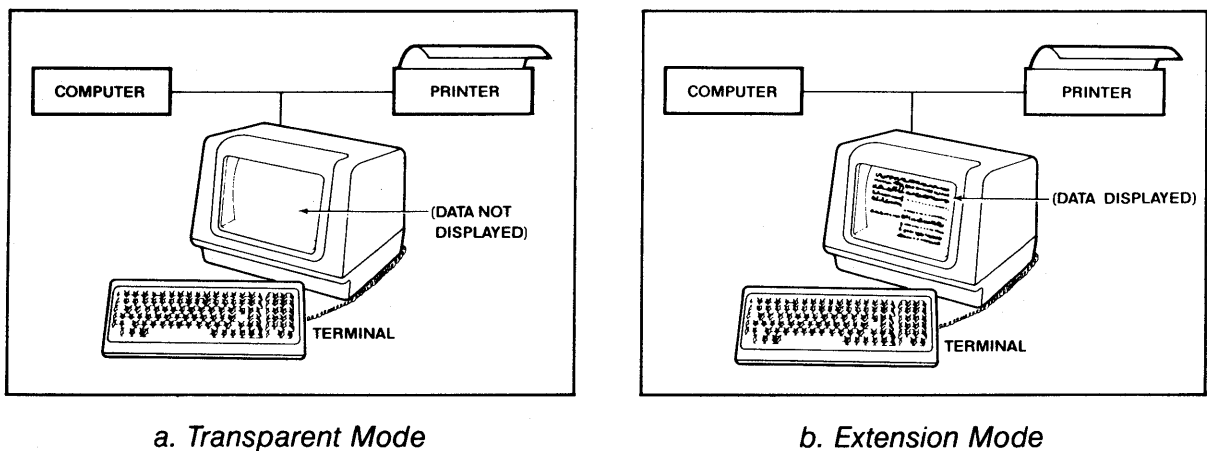 COMPUTER
PRINTER
(DATA NOT
DISPLAYED)
TERMINAL
a. Transparent Mode
COMPUTER
PRINTER
(DATA DISPLAYED)
TERMINAL
b. Extension Mode